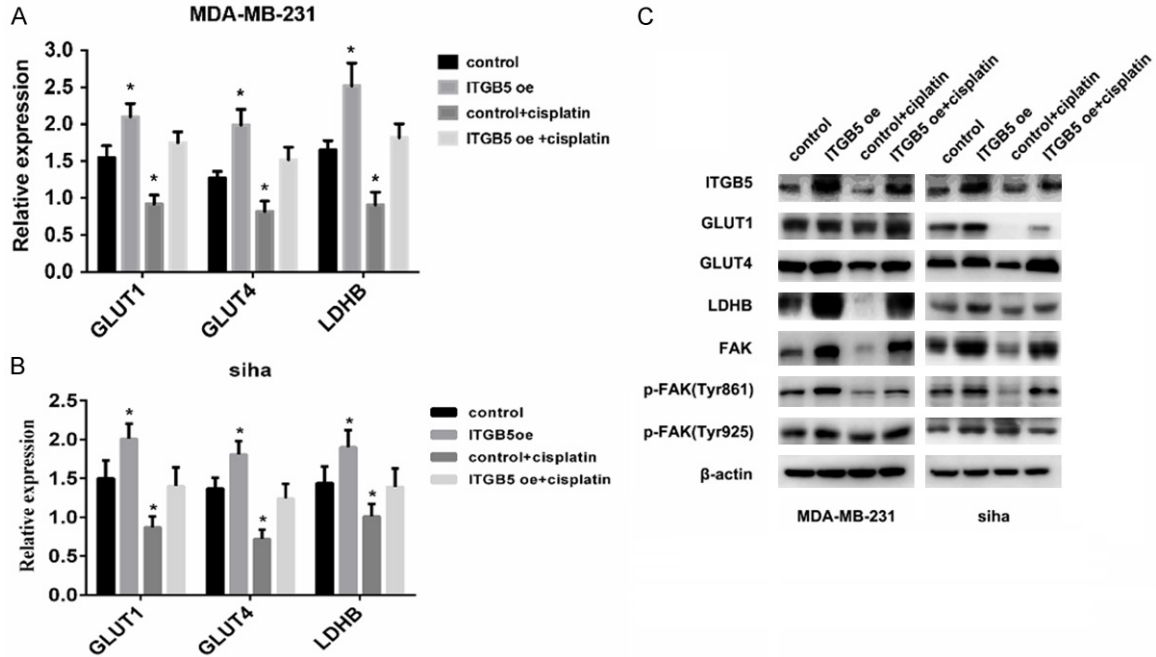 A
MDA-MB-231
Relative expression
3.0
2.5
2.0
1.5
1.0
0.5
0.0
*
*
*
*
*
*
GLUT1
GLUT4
LDHB
control
ITGB5 oe
control+cisplatin
ITGB5 oe +cisplatin
B
siha
Relative expression
2.5
2.0
1.5
1.0
0.5
0.0
*
*
*
*
*
*
GLUT1
GLUT4
LDHB
control
ITGB5oe
control+cisplatin
ITGB5 oe+cisplatin
C
control
ITGB5 oe
control+ciplatin
ITGB5 oe+cisplatin
control
ITGB5 oe
control+ciplatin
ITGB5 oe+cisplatin
ITGB5
GLUT1
GLUT4
LDHB
FAK
p-FAK(Tyr861)
p-FAK(Tyr925)
β-actin
MDA-MB-231
siha